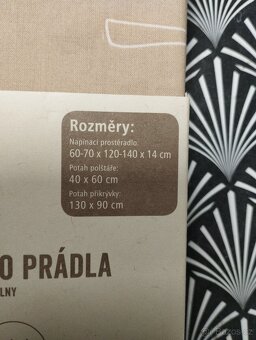 Rozměry:
Napínací prostěradlo:
60-70 x 120-140 x 14 cm
Potah polštáře:
40 x 60 cm
Potah přikrývky:
130 x 90 cm
O PRÁDLA
LNY